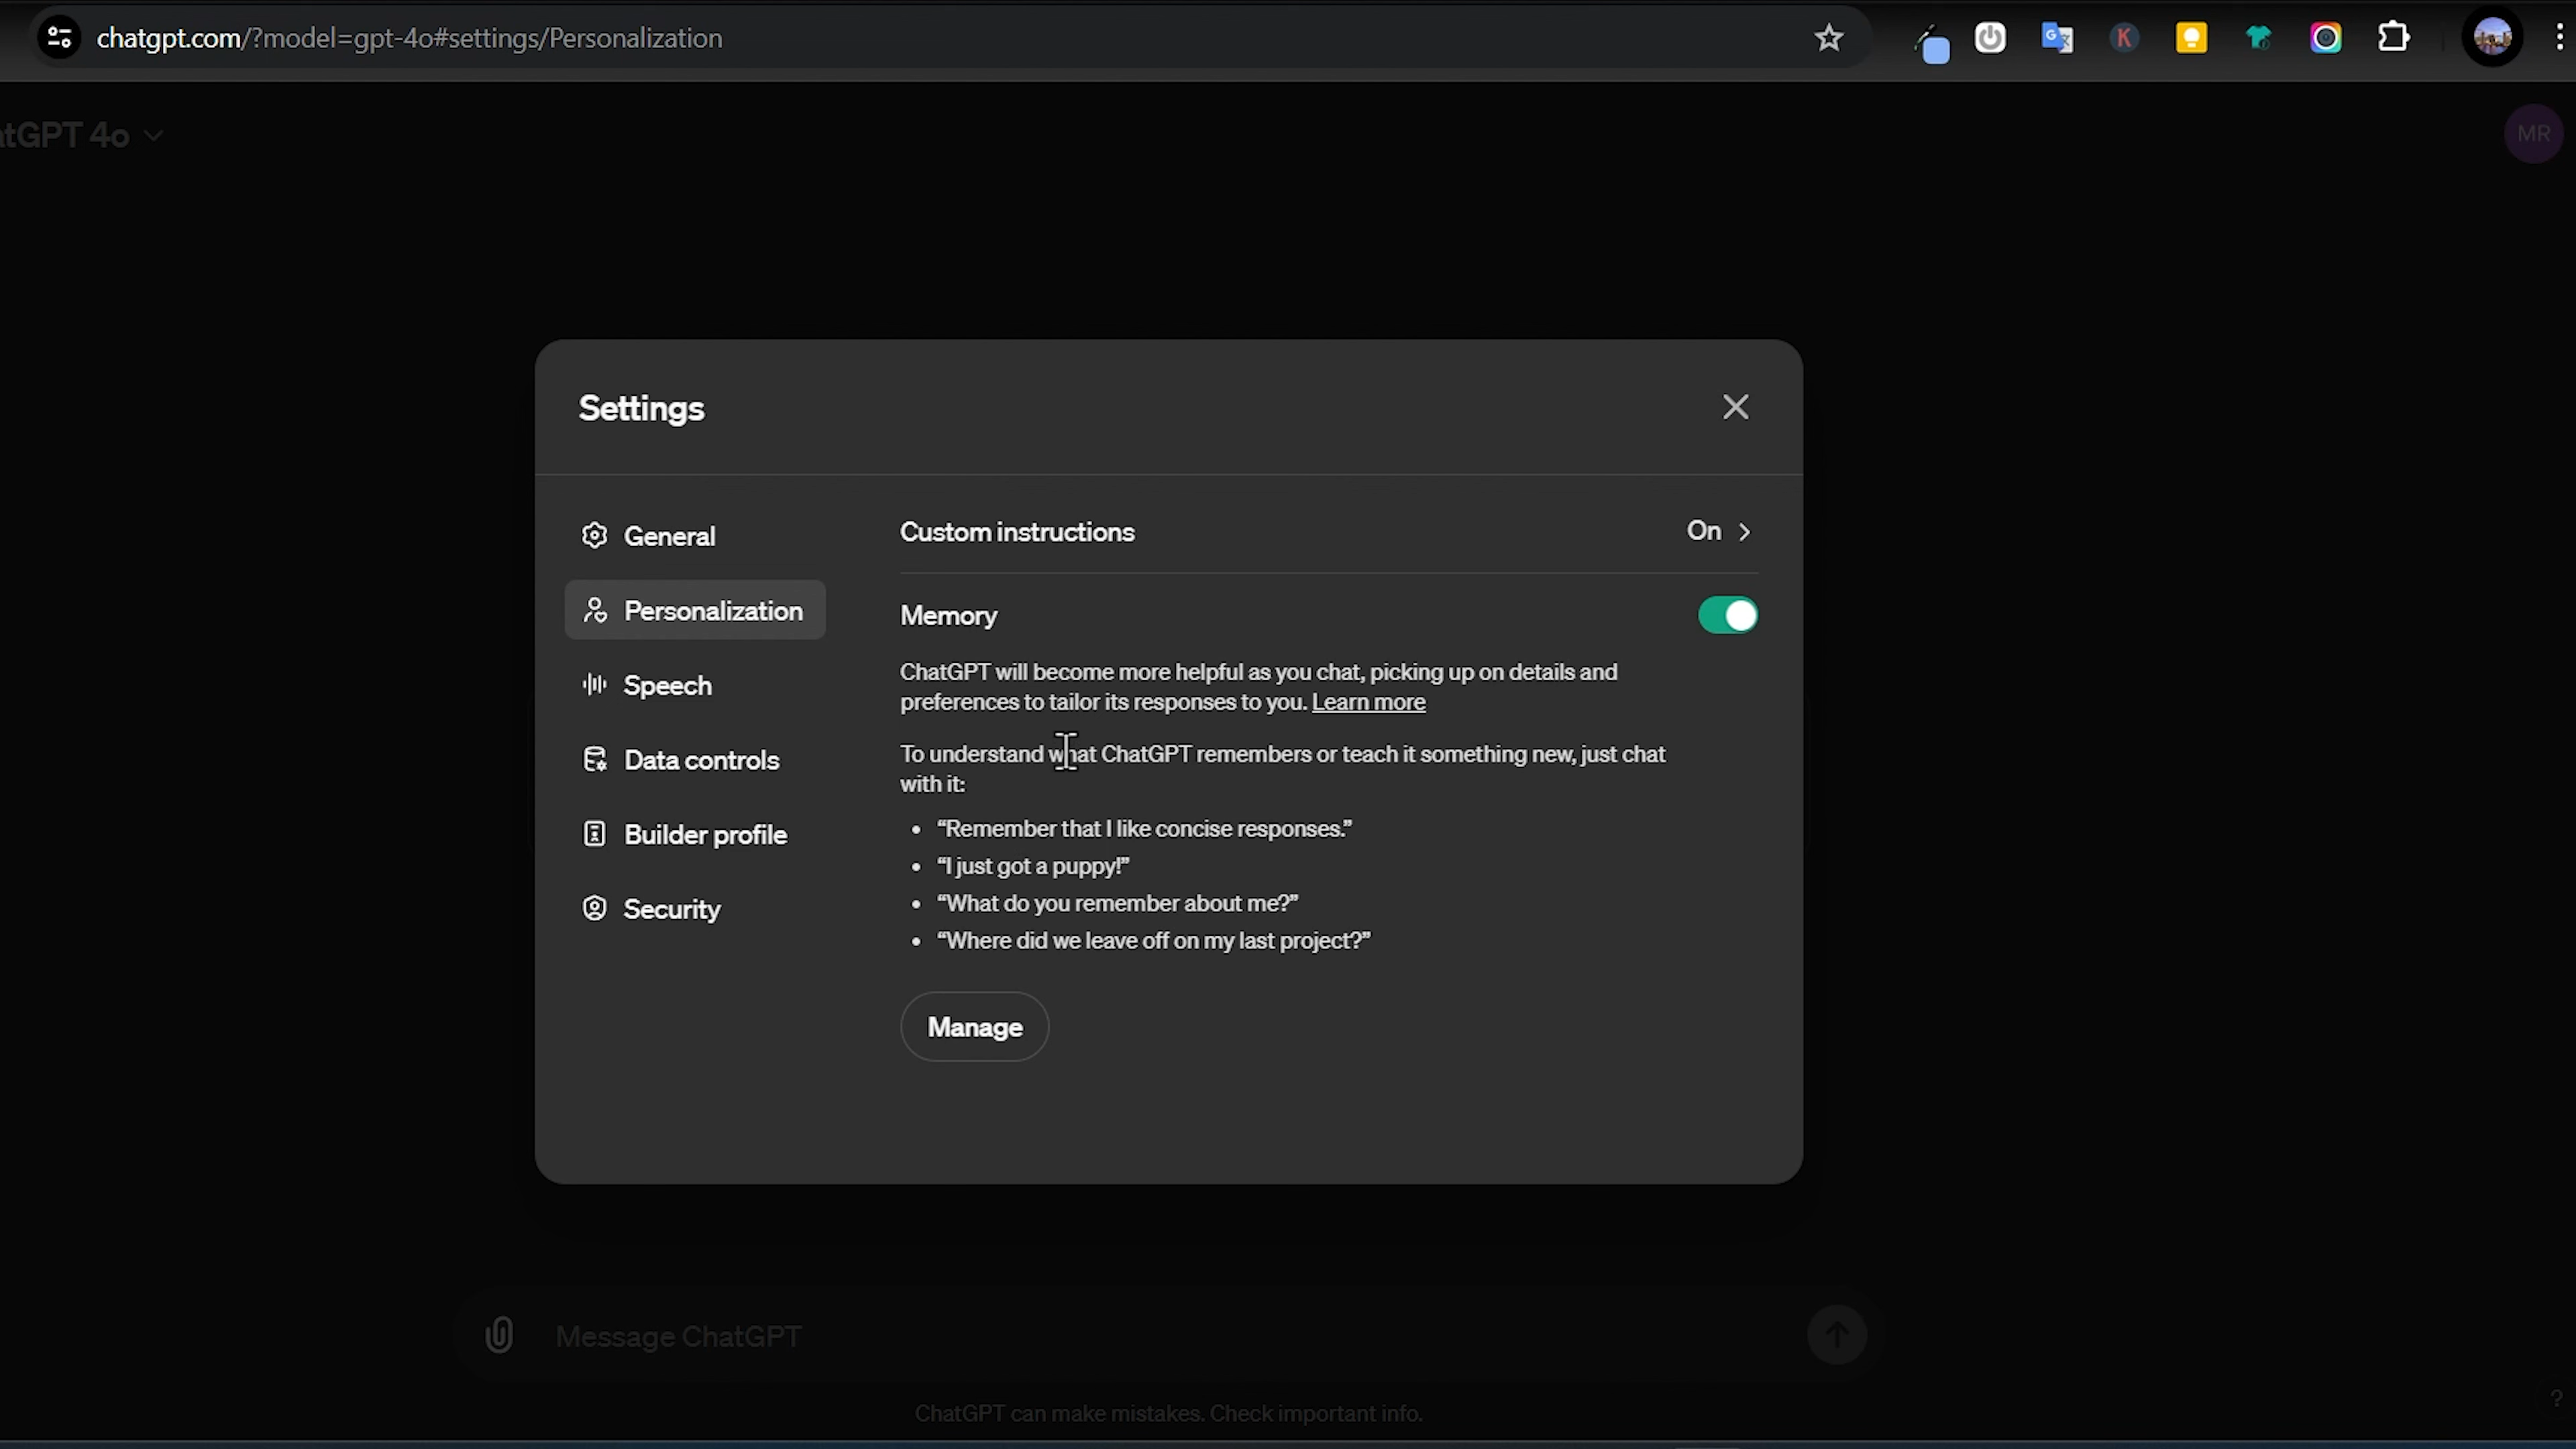 chatgpt.com/?model=gpt-4o#settings/Personalization
atGPT 4o
MR
Settings
General
Personalization
Speech
Data controls
Builder profile
Security
Custom instructions
On
Memory
ChatGPT will become more helpful as you chat, picking up on details and
preferences to tailor its responses to you. Learn more
To understand what ChatGPT remembers or teach it something new, just chat
with it:
• “Remember that I like concise responses.”
• “I just got a puppy!”
• “What do you remember about me?”
• “Where did we leave off on my last project?”
Manage
Message ChatGPT
ChatGPT can make mistakes. Check important info.
?